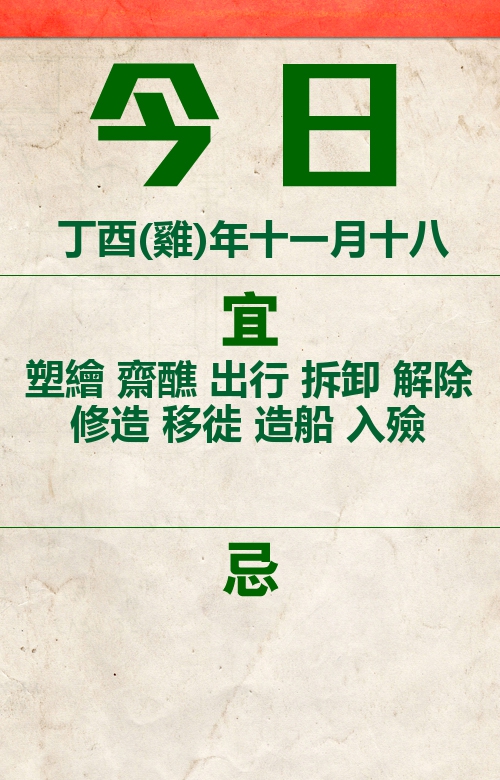 今日
丁酉(雞)年十一月十八
宜
塑繪 齋醮 出行 拆卸 解除
修造 移徙 造船 入殮
忌